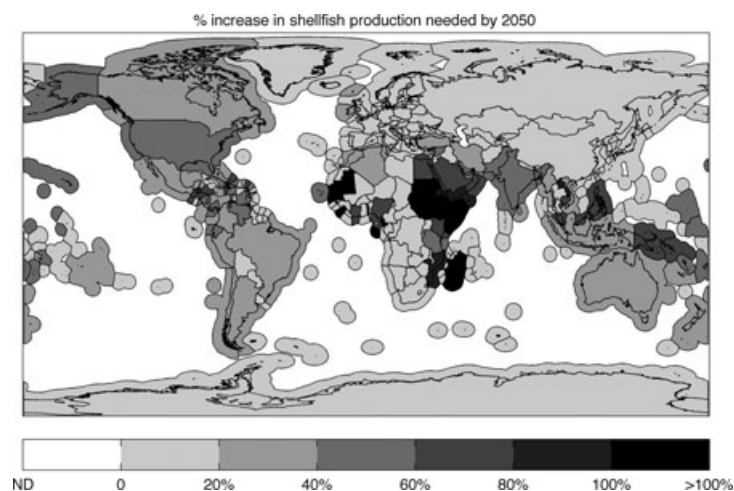 % increase in shellfish production needed by 2050
ND 0 20% 40% 60% 80% 100% >100%